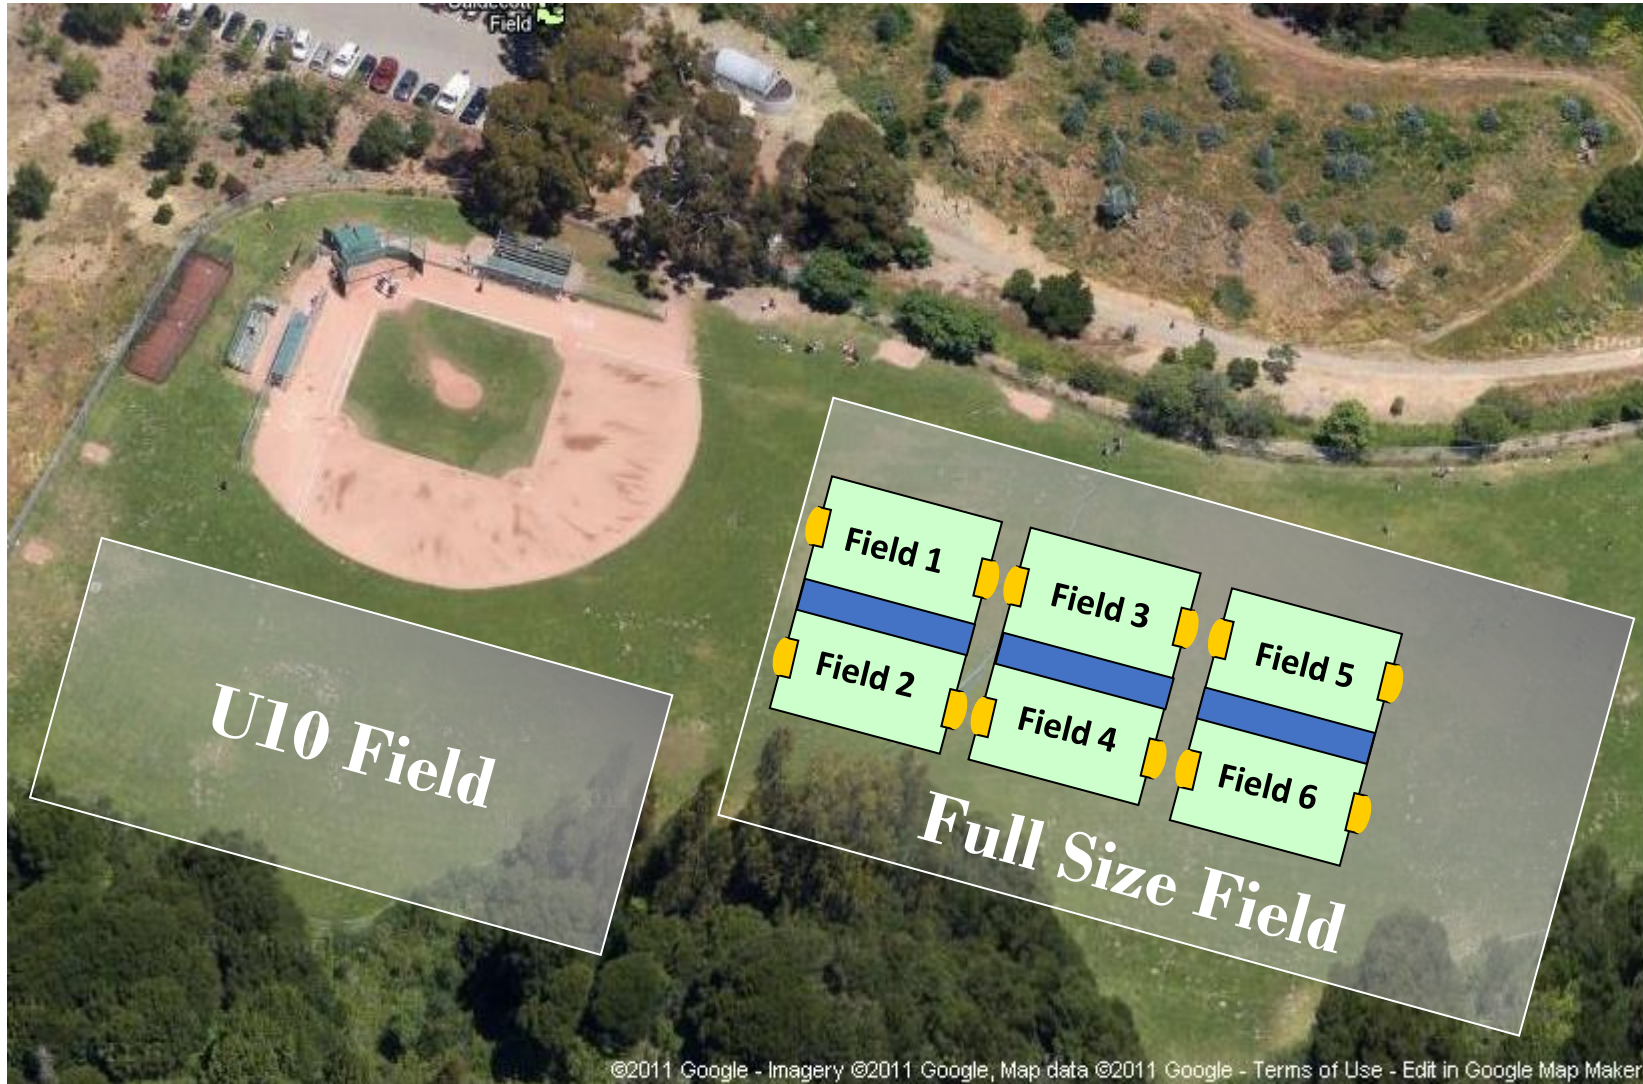 Caldecott
Field
Field 1
Field 2
Field 3
Field 4
Field 5
Field 6
U10 Field
Full Size Field
©2011 Google - Imagery ©2011 Google, Map data ©2011 Google - Terms of Use - Edit in Google Map Maker